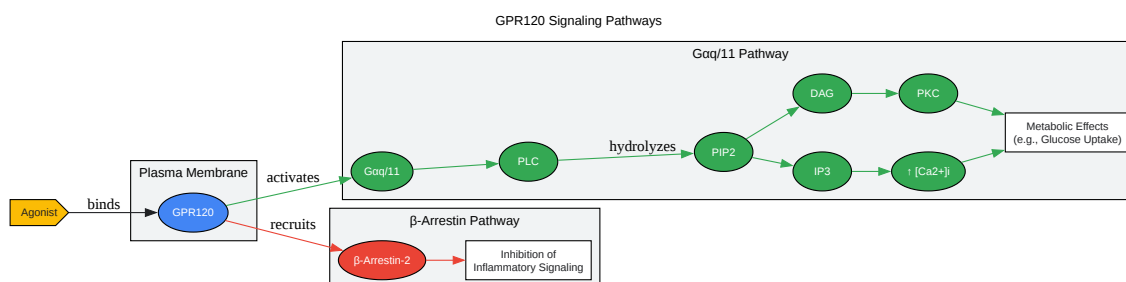 GPR120 Signaling Pathways
Gαq/11 Pathway
DAG
PKC
Metabolic Effects
(e.g., Glucose Uptake)
hydrolyzes
PLC
PIP2
Gαq/11
IP3
↑ [Ca2+]i
Plasma Membrane
activates
Agonist
binds
GPR120
recruits
β-Arrestin Pathway
β-Arrestin-2
Inhibition of
Inflammatory Signaling